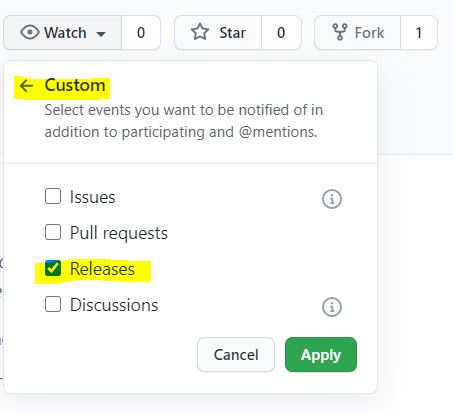 Watch 0 Star 0 Fork 1
Custom
Select events you want to be notified of in
addition to participating and @mentions.
Issues
Pull requests
Releases
Discussions
Cancel Apply